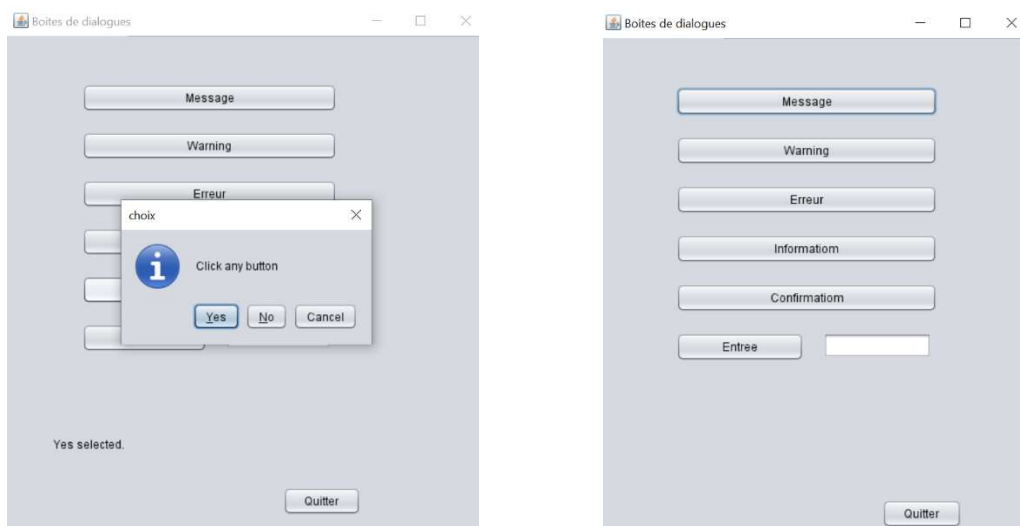 Boites de dialogues
Message
Warning
Erreur
choix
Click any button
Yes
No
Cancel
Yes selected.
Quitter
Boites de dialogues
Message
Warning
Erreur
Informatiom
Confirmatiom
Entree
Quitter